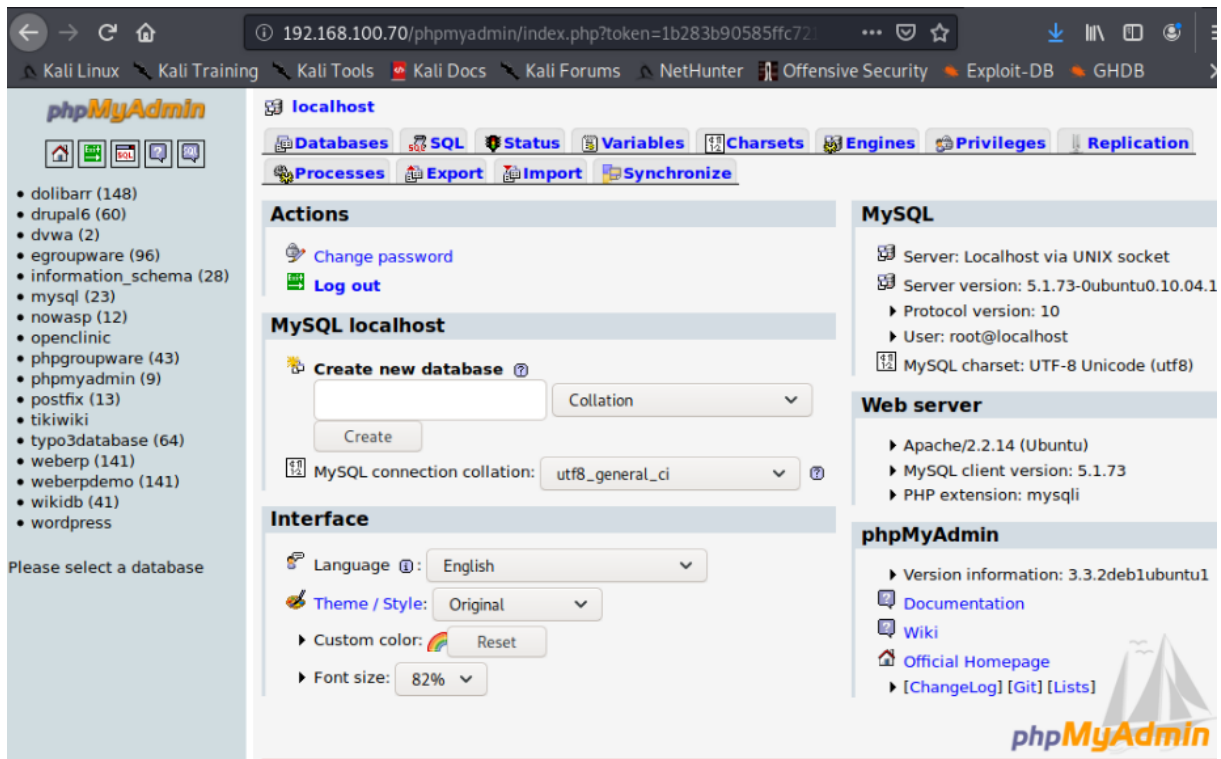 192.168.100.70/phpmyadmin/index.php?token=1b283b90585ffc72
Kali Linux Kali Training Kali Tools Kali Docs Kali Forums NetHunter Offensive Security Exploit-DB GHDB
phpMyAdmin
dolibarr (148)
drupal6 (60)
dvwa (2)
egroupware (96)
information_schema (28)
mysql (23)
nowasp (12)
openclinic
phpgroupware (43)
phpmyadmin (9)
postfix (13)
tikiwiki
typo3database (64)
weberp (141)
weberpdemo (141)
wikidb (41)
wordpress
Please select a database
localhost
Databases SQL Status Variables Charsets Engines Privileges Replication
Processes Export Import Synchronize
Actions
Change password
Log out
MySQL localhost
Create new database
Collation
Create
MySQL connection collation: utf8_general_ci
Interface
Language : English
Theme / Style: Original
Custom color: Reset
Font size: 82%
MySQL
Server: Localhost via UNIX socket
Server version: 5.1.73-0ubuntu0.10.04.1
Protocol version: 10
User: root@localhost
MySQL charset: UTF-8 Unicode (utf8)
Web server
Apache/2.2.14 (Ubuntu)
MySQL client version: 5.1.73
PHP extension: mysqli
phpMyAdmin
Version information: 3.3.2deb1ubuntu1
Documentation
Wiki
Official Homepage
[ChangeLog] [Git] [Lists]
phpMyAdmin